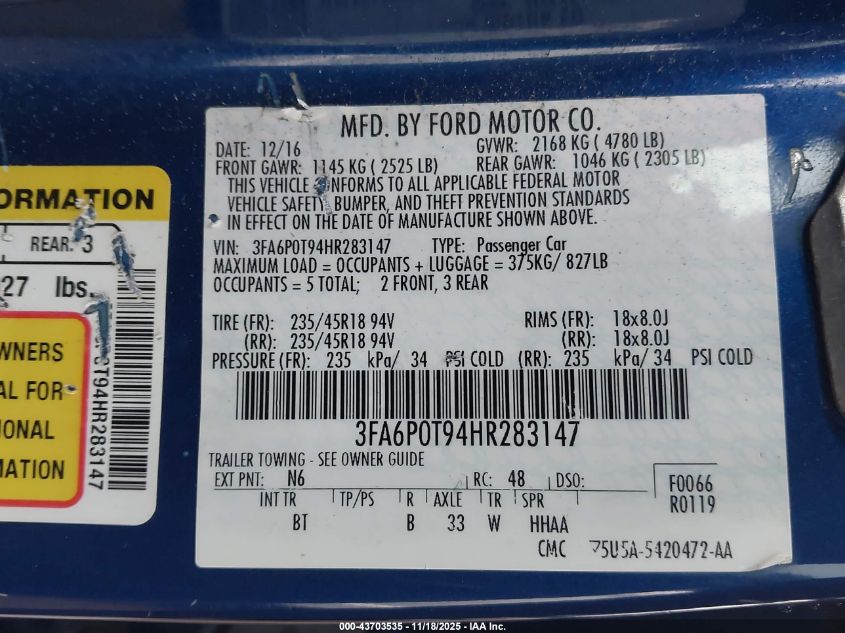 MFD. BY FORD MOTOR CO.
DATE: 12/16 GVWR: 2168 KG ( 4780 LB)
FRONT GAWR: 1145 KG ( 2525 LB) REAR GAWR: 1046 KG ( 2305 LB)
THIS VEHICLE CONFORMS TO ALL APPLICABLE FEDERAL MOTOR
VEHICLE SAFETY, BUMPER, AND THEFT PREVENTION STANDARDS
IN EFFECT ON THE DATE OF MANUFACTURE SHOWN ABOVE.
VIN: 3FA6P0T94HR283147 TYPE: Passenger Car
MAXIMUM LOAD = OCCUPANTS + LUGGAGE = 375KG/ 827LB
OCCUPANTS = 5 TOTAL; 2 FRONT, 3 REAR
TIRE (FR): 235/45R18 94V RIMS (FR): 18x8.0J
(RR): 235/45R18 94V (RR): 18x8.0J
PRESSURE (FR): 235 kPa/ 34 PSI COLD (RR): 235 kPa/ 34 PSI COLD
3FA6P0T94HR283147
TRAILER TOWING - SEE OWNER GUIDE
EXT PNT: N6 RC: 48 DSO:
F0066
R0119
INT TR TP/PS R AXLE TR SPR
BT B 33 W HHAA
CMC 75U5A-5420472-AA
ORMATION
REAR: 3
27 lbs.
WNERS
AL FOR
IONAL
MATION
T94HR283147
000-43703535 - 11/18/2025 - IAA Inc.